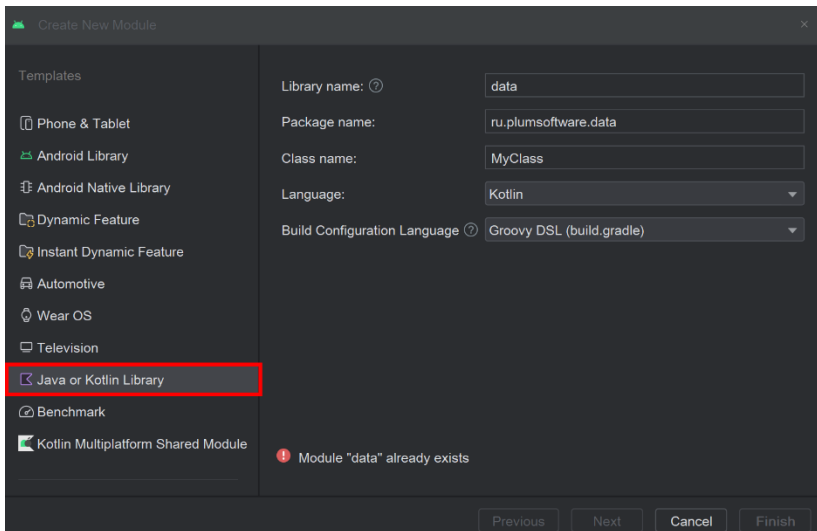 Create New Module
Templates
Phone & Tablet
Android Library
Android Native Library
Dynamic Feature
Instant Dynamic Feature
Automotive
Wear OS
Television
Java or Kotlin Library
Benchmark
Kotlin Multiplatform Shared Module
Library name: data
Package name: ru.plumsoftware.data
Class name: MyClass
Language: Kotlin
Build Configuration Language Groovy DSL (build.gradle)
Module "data" already exists
Previous Next Cancel Finish